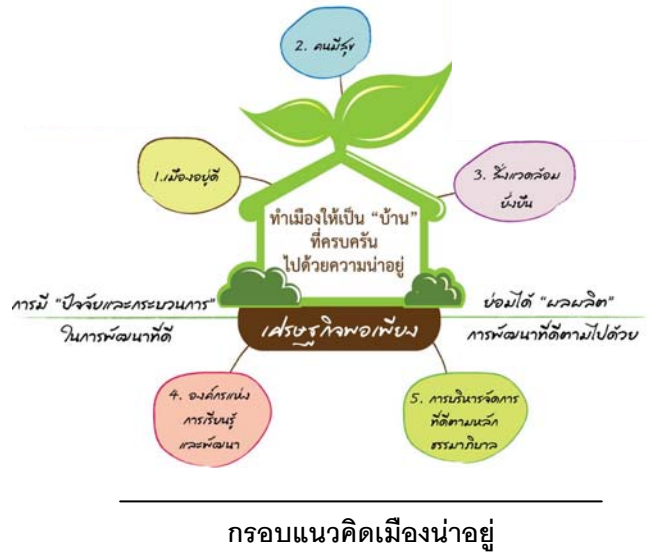 2. คนมีสุข
1.เมืองอยู่ดี
3. สิ่งแวดล้อม
ยั่งยืน
ทำเมืองให้เป็น “บ้าน”
ที่ครบครัน
ไปด้วยความน่าอยู่
การมี “ปัจจัยและกระบวนการ”
ในการพัฒนาที่ดี
ย่อมได้ “ผลผลิต”
การพัฒนาที่ดีตามไปด้วย
เศรษฐกิจพอเพียง
4. องค์กรแห่ง
การเรียนรู้
และพัฒนา
5. การบริหารจัดการ
ที่ดีตามหลัก
ธรรมาภิบาล
กรอบแนวคิดเมืองน่าอยู่